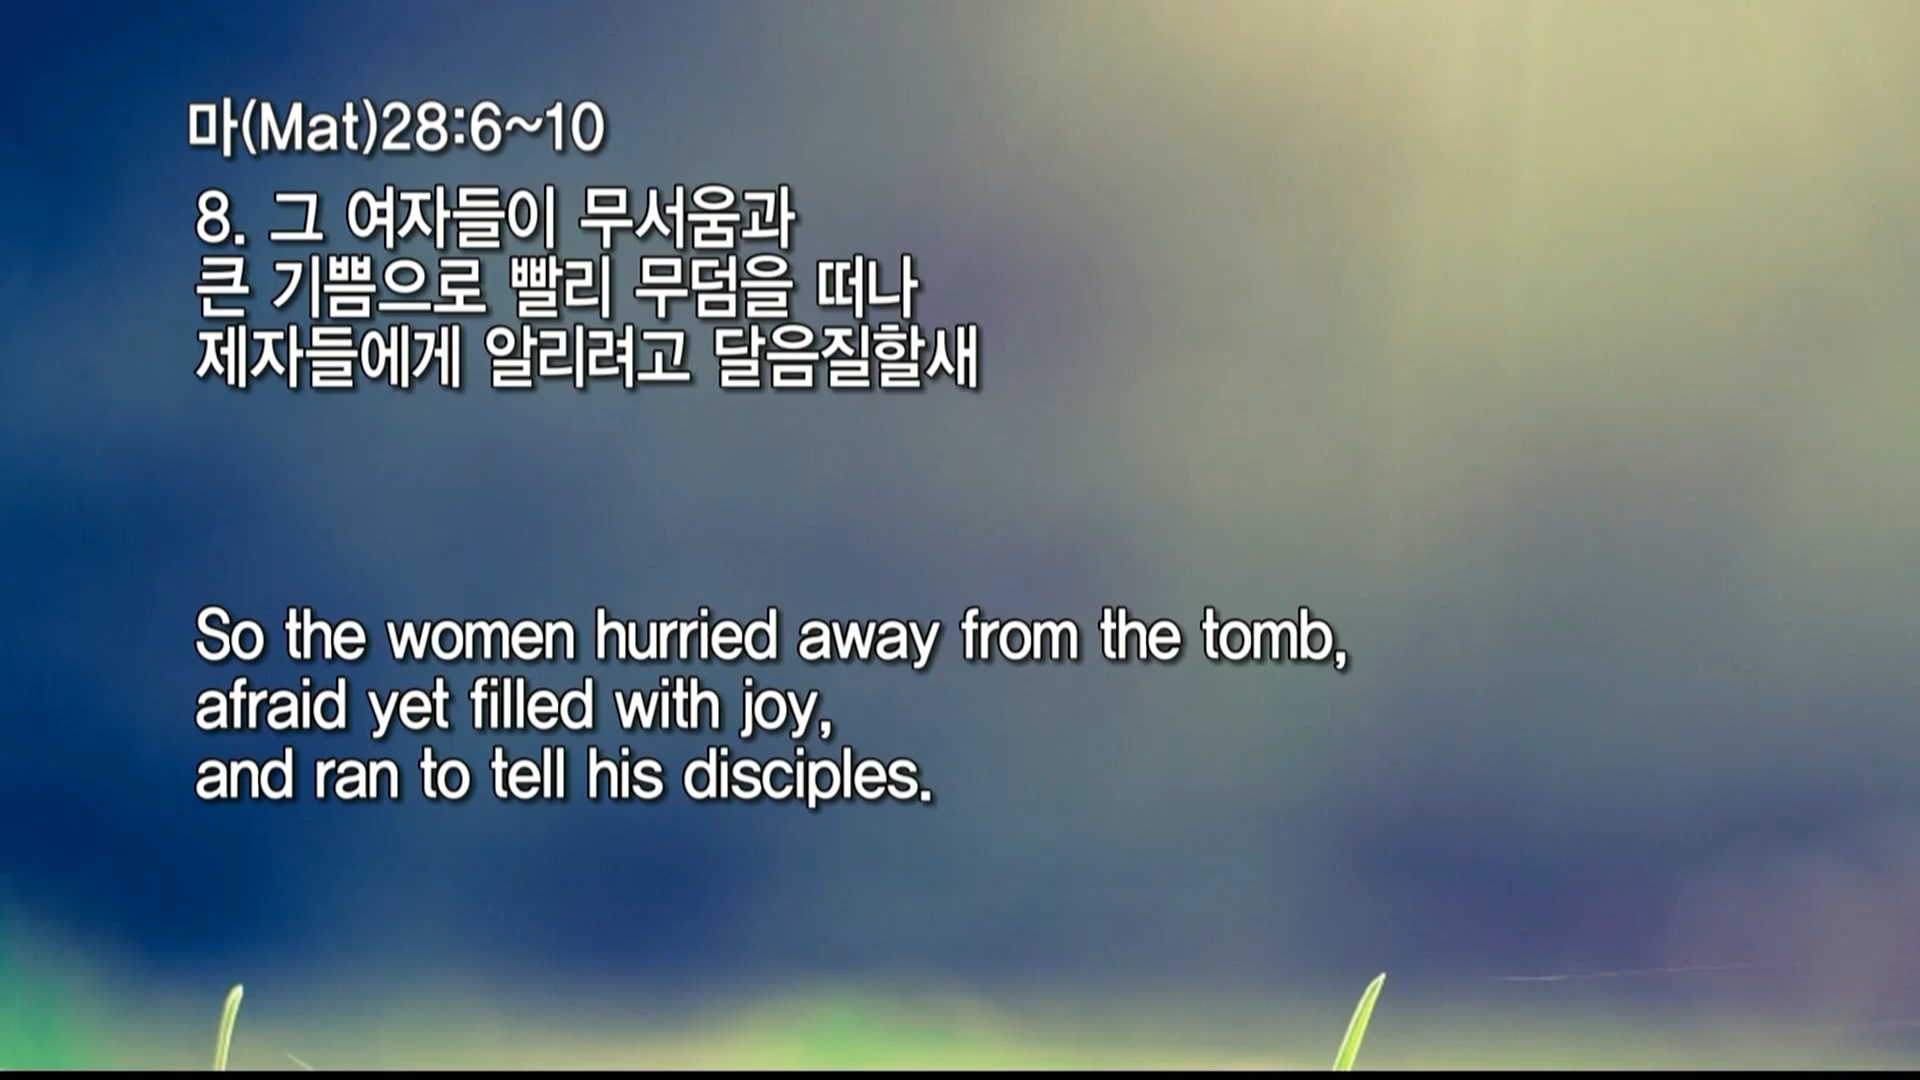 마(Mat)28:6~10
8. 그 여자들이 무서움과
큰 기쁨으로 빨리 무덤을 떠나
제자들에게 알리려고 달음질할새
So the women hurried away from the tomb,
afraid yet filled with joy,
and ran to tell his disciples.